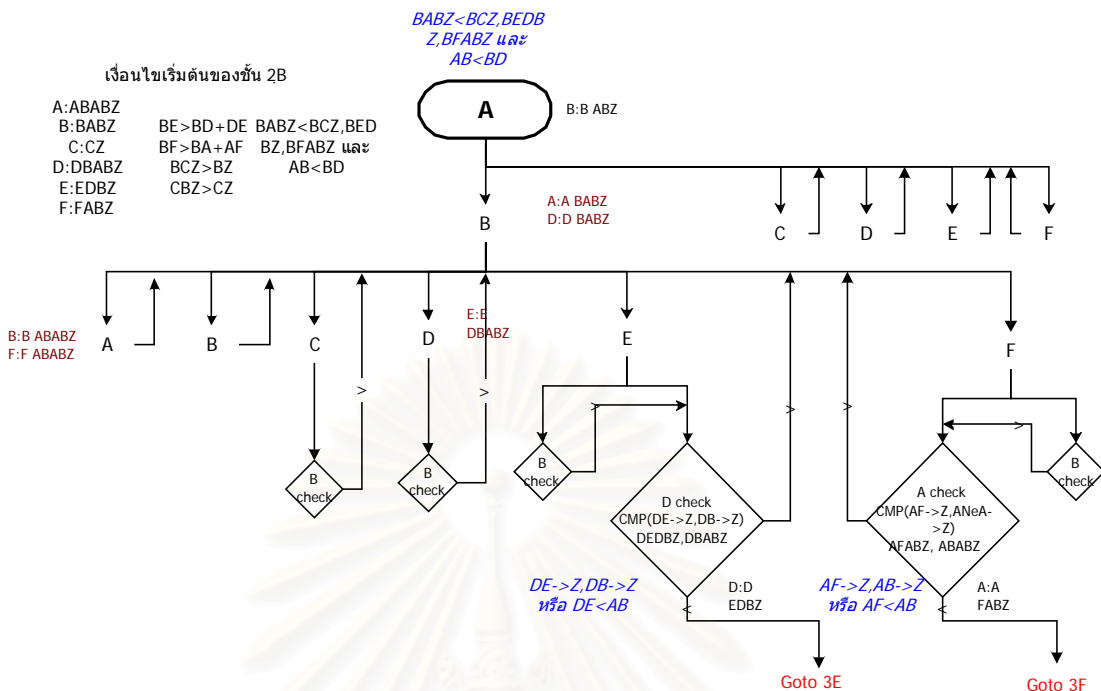 BABZ<BCZ,BEDB
Z,BFABZ และ
AB<BD
เงื่อนไขเริ่มต้นของชั้น 2B
A:ABABZ
B:BABZ BE>BD+DE BABZ<BCZ,BED
C:CZ BF>BA+AF BZ,BFABZ และ
D:DBABZ BCZ>BZ AB<BD
E:EDBZ CBZ>CZ
F:FABZ
A
B:B ABZ
A:A BABZ
D:D BABZ
B
C
D
E
F
B:B ABABZ
F:F ABABZ
A
B
C
D
E:E
DBABZ
E
F
>
>
>
>
>
>
>
B
check
B
check
B
check
B
check
D check
CMP(DE->Z,DB->Z)
DEDBZ,DBABZ
A check
CMP(AF->Z,ANeA-
>Z)
AFABZ, ABABZ
DE->Z,DB->Z
หรือ DE<AB
D:D
EDBZ
<
AF->Z,AB->Z
หรือ AF<AB
A:A
FABZ
<
Goto 3E
Goto 3F